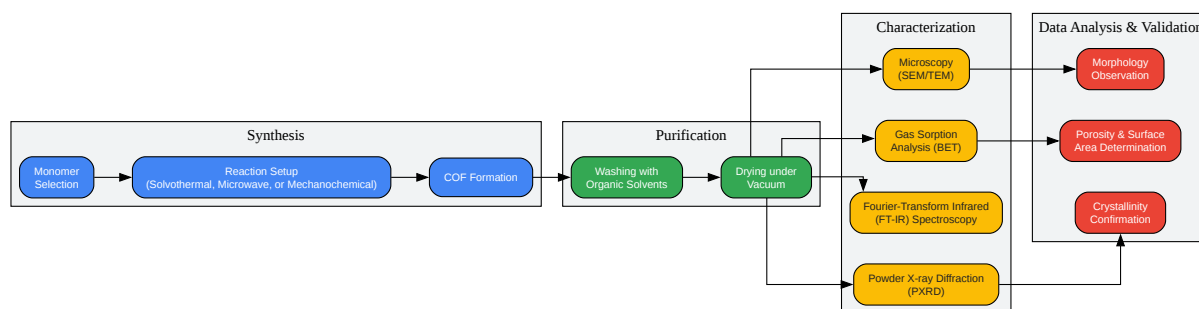 Synthesis
Monomer
Selection
Reaction Setup
(Solvothermal, Microwave, or Mechanochemical)
COF Formation
Purification
Washing with
Organic Solvents
Drying under
Vacuum
Characterization
Microscopy
(SEM/TEM)
Gas Sorption
Analysis (BET)
Fourier-Transform Infrared
(FT-IR) Spectroscopy
Powder X-ray Diffraction
(PXRD)
Data Analysis & Validation
Morphology
Observation
Porosity & Surface
Area Determination
Crystallinity
Confirmation